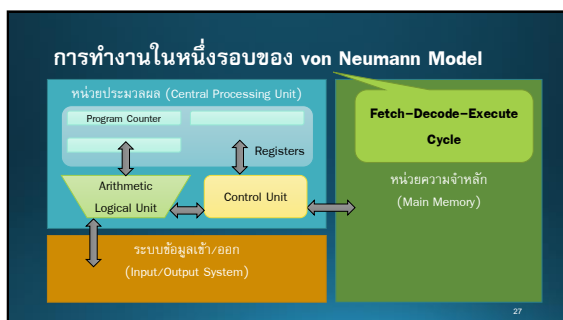 การทำงานในหนึ่งรอบของ von Neumann Model
หน่วยประมวลผล (Central Processing Unit)
Program Counter
Registers
Arithmetic
Logical Unit
Control Unit
Fetch-Decode-Execute
Cycle
หน่วยความจำหลัก
(Main Memory)
ระบบข้อมูลเข้า/ออก
(Input/Output System)
27